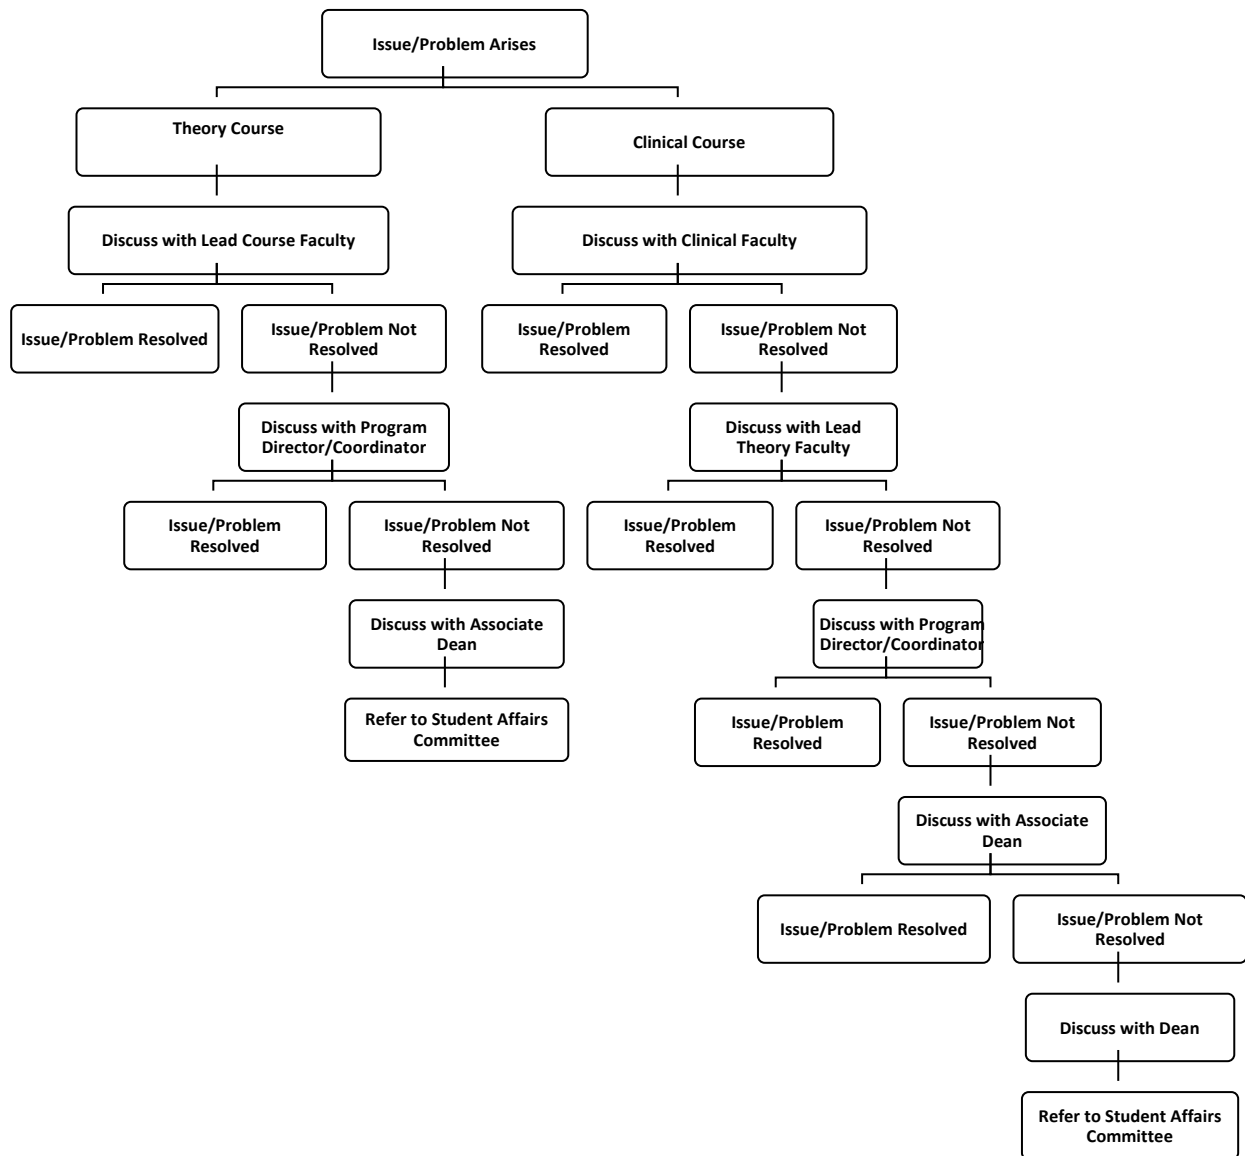 Issue/Problem Arises
Theory Course
Clinical Course
Discuss with Lead Course Faculty
Discuss with Clinical Faculty
Issue/Problem Resolved
Issue/Problem Not
Resolved
Issue/Problem
Resolved
Issue/Problem Not
Resolved
Discuss with Program
Director/Coordinator
Discuss with Lead
Theory Faculty
Issue/Problem
Resolved
Issue/Problem Not
Resolved
Issue/Problem
Resolved
Issue/Problem Not
Resolved
Discuss with Associate
Dean
Discuss with Program
Director/Coordinator
Refer to Student Affairs
Committee
Issue/Problem
Resolved
Issue/Problem Not
Resolved
Discuss with Associate
Dean
Issue/Problem Resolved
Issue/Problem Not
Resolved
Discuss with Dean
Refer to Student Affairs
Committee